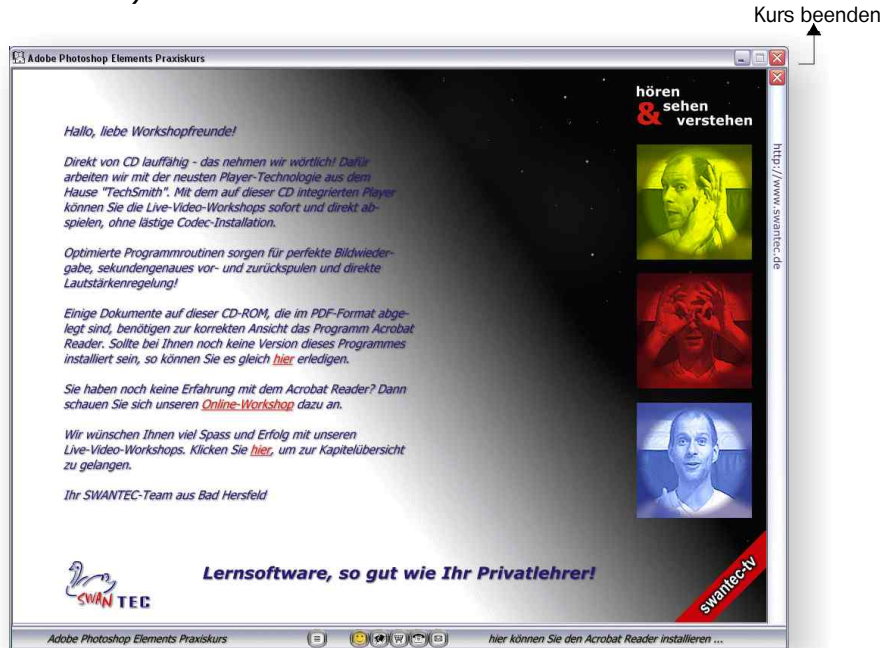 Kurs beenden
Adobe Photoshop Elements Praxiskurs
hören
& sehen
verstehen
Hallo, liebe Workshopfreunde!
Direkt von CD lauffähig - das nehmen wir wörtlich! Dafür
arbeiten wir mit der neusten Player-Technologie aus dem
Hause "TechSmith". Mit dem auf dieser CD integrierten Player
können Sie die Live-Video-Workshops sofort und direkt ab-
spielen, ohne lästige Codec-Installation.
Optimierte Programmroutinen sorgen für perfekte Bildwieder-
gabe, sekundengenaues vor- und zurückspulen und direkte
Lautstärkenregelung!
Einige Dokumente auf dieser CD-ROM, die im PDF-Format abge-
legt sind, benötigen zur korrekten Ansicht das Programm Acrobat
Reader. Sollte bei Ihnen noch keine Version dieses Programmes
installiert sein, so können Sie es gleich hier erledigen.
Sie haben noch keine Erfahrung mit dem Acrobat Reader? Dann
schauen Sie sich unseren Online-Workshop dazu an.
Wir wünschen Ihnen viel Spass und Erfolg mit unseren
Live-Video-Workshops. Klicken Sie hier, um zur Kapitelübersicht
zu gelangen.
Ihr SWANTEC-Team aus Bad Hersfeld
http://www.swantec.de
SWANTEC
Lernsoftware, so gut wie Ihr Privatlehrer!
swantec-tv
Adobe Photoshop Elements Praxiskurs
hier können Sie den Acrobat Reader installieren ...